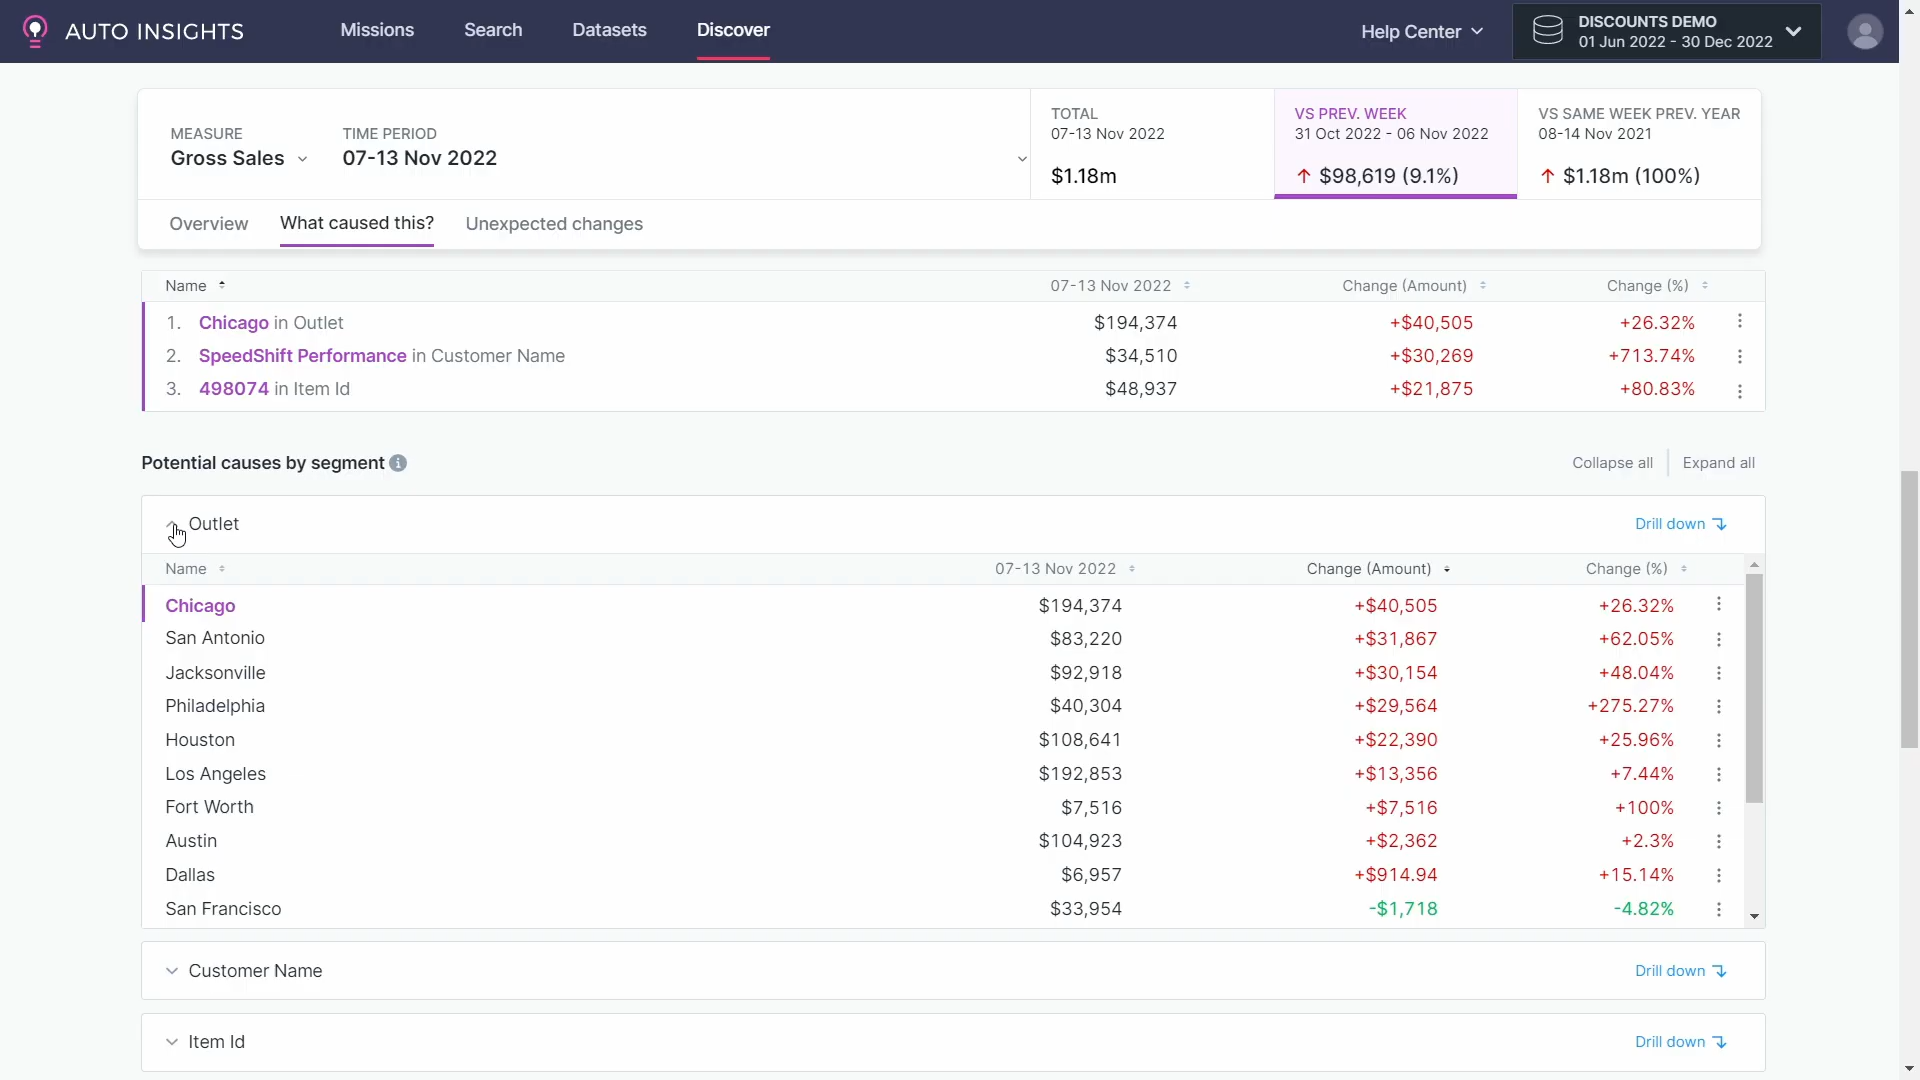 AUTO INSIGHTS
Missions
Search
Datasets
Discover
Help Center
DISCOUNTS DEMO
01 Jun 2022 - 30 Dec 2022
MEASURE
Gross Sales
TIME PERIOD
07-13 Nov 2022
TOTAL
07-13 Nov 2022
$1.18m
VS PREV. WEEK
31 Oct 2022 - 06 Nov 2022
↑ $98,619 (9.1%)
VS SAME WEEK PREV. YEAR
08-14 Nov 2021
↑ $1.18m (100%)
Overview
What caused this?
Unexpected changes
Name 07-13 Nov 2022 Change (Amount) Change (%)
1. Chicago in Outlet $194,374 +$40,505 +26.32%
2. SpeedShift Performance in Customer Name $34,510 +$30,269 +713.74%
3. 498074 in Item Id $48,937 +$21,875 +80.83%
Potential causes by segment
Collapse all
Expand all
Outlet Drill down
Name 07-13 Nov 2022 Change (Amount) Change (%)
Chicago $194,374 +$40,505 +26.32%
San Antonio $83,220 +$31,867 +62.05%
Jacksonville $92,918 +$30,154 +48.04%
Philadelphia $40,304 +$29,564 +275.27%
Houston $108,641 +$22,390 +25.96%
Los Angeles $192,853 +$13,356 +7.44%
Fort Worth $7,516 +$7,516 +100%
Austin $104,923 +$2,362 +2.3%
Dallas $6,957 +$914.94 +15.14%
San Francisco $33,954 -$1,718 -4.82%
Customer Name Drill down
Item Id Drill down